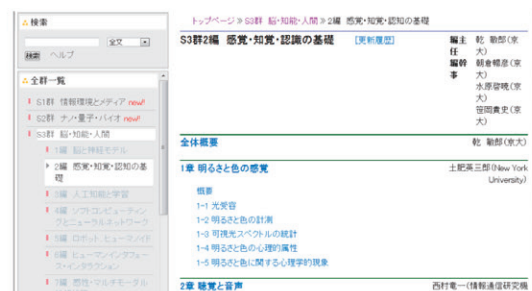 検索
全文
検索 ヘルプ
全群一覧
S1群 情報環境とメディア new!!
S2群 ナノ・量子・バイオ new!!
S3群 脳・知能・人間
1編 脳と神経モデル
2編 感覚・知覚・認知の基
礎
3編 人工知能と学習
4編 ソフトコンピューティン
グとニューラルネットワーク
5編 ロボット、ヒューマノイド
6編 ヒューマンインタフェー
ス・インタラクション
7編 感性・マルチモーダル
トップページ » S3群 脳・知能・人間 » 2編 感覚・知覚・認知の基礎
S3群2編 感覚・知覚・認識の基礎 [更新履歴]
編主 乾 敏郎(京
任 大)
編幹 朝倉暢彦(京
事 大)
水原啓暁(京
大)
笹岡貴史(京
大)
全体概要 乾 敏郎(京大)
1章 明るさと色の感覚 土肥英三郎(New York
University)
概要
1-1 光受容
1-2 明るさと色の計測
1-3 可視光スペクトルの統計
1-4 明るさと色の心理的属性
1-5 明るさと色に関する心理学的現象
2章 聴覚と音声 西村竜一(情報通信研究機